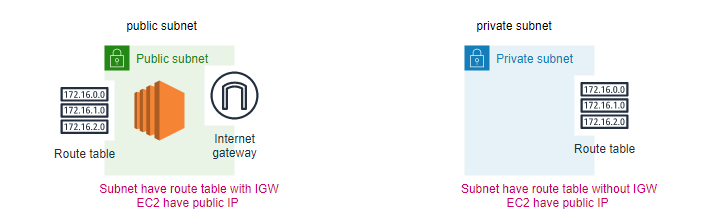 public subnet
Public subnet
172.16.0.0
172.16.1.0
172.16.2.0
Route table
Internet
gateway
Subnet have route table with IGW
EC2 have public IP
private subnet
Private subnet
172.16.0.0
172.16.1.0
172.16.2.0
Route table
Subnet have route table without IGW
EC2 have public IP